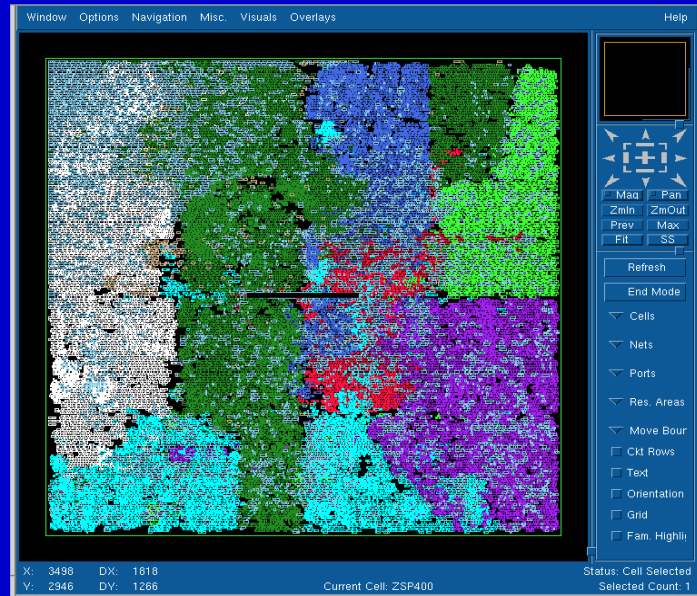 Window Options Navigation Misc. Visuals Overlays Help
Mag Pan
ZmIn ZmOut
Prev Max
Fit SS
Refresh
End Mode
Cells
Nets
Ports
Res. Areas
Move Boun
Ckt Rows
Text
Orientation
Grid
Fam. Highli
X: 3498 DX: 1818 Status: Cell Selected
Y: 2946 DY: 1266 Current Cell: ZSP400 Selected Count: 1